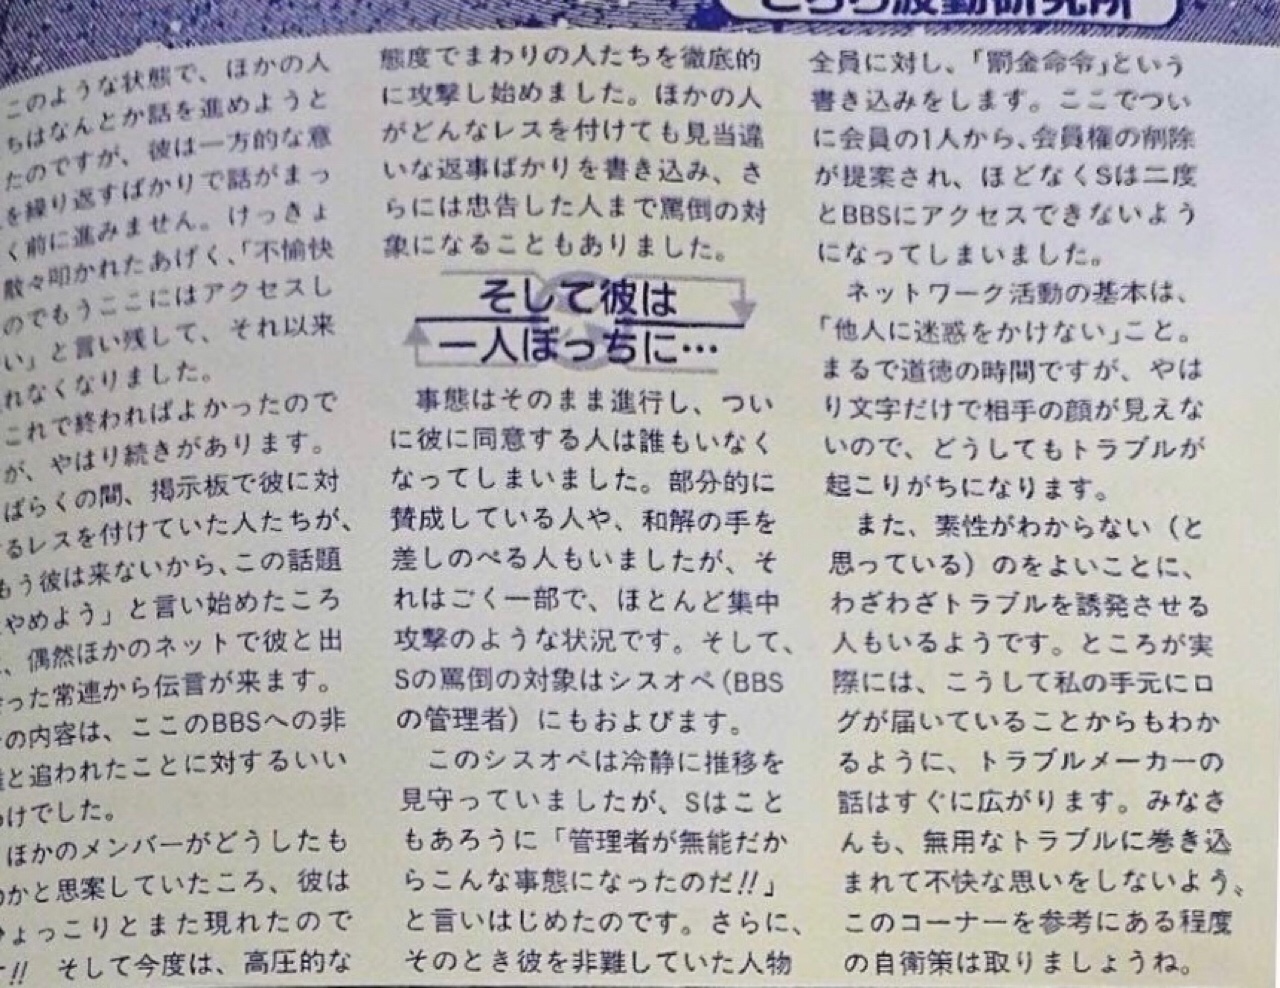 こちら波動研究所
このような状態で、ほかの人
ちはなんとか話を進めようと
たのですが、彼は一方的な意
を繰り返すばかりで話がまっ
く前に進みません。けっきょ
散々叩かれたあげく、「不愉快
のでもうここにはアクセスし
い」と言い残して、それ以来
れなくなりました。
これで終わればよかったので
が、やはり続きがあります。
ばらくの間、掲示板で彼に対
るレスを付けていた人たちが、
もう彼は来ないから、この話題
やめよう」と言い始めたころ
、偶然ほかのネットで彼と出
った常連から伝言が来ます。
の内容は、ここのBBSへの非
と追われたことに対するいい
わけでした。
ほかのメンバーがどうしたも
のかと思案していたころ、彼は
ひょっこりとまた現れたので
す!! そして今度は、高圧的な
態度でまわりの人たちを徹底的
に攻撃し始めました。ほかの人
がどんなレスを付けても見当違
いな返事ばかりを書き込み、さ
らには忠告した人まで罵倒の対
象になることもありました。
そして彼は
一人ぼっちに…
事態はそのまま進行し、つい
に彼に同意する人は誰もいなく
なってしまいました。部分的に
賛成している人や、和解の手を
差しのべる人もいましたが、そ
れはごく一部で、ほとんど集中
攻撃のような状況です。そして、
Sの罵倒の対象はシスオペ(BBS
の管理者)にもおよびます。
このシスオペは冷静に推移を
見守っていましたが、Sはこと
もあろうに「管理者が無能だか
らこんな事態になったのだ!!」
と言いはじめたのです。さらに、
そのとき彼を非難していた人物
全員に対し、「罰金命令」という
書き込みをします。ここでつい
に会員の1人から、会員権の削除
が提案され、ほどなくSは二度
とBBSにアクセスできないよう
になってしまいました。
ネットワーク活動の基本は、
「他人に迷惑をかけない」こと。
まるで道徳の時間ですが、やは
り文字だけで相手の顔が見えな
いので、どうしてもトラブルが
起こりがちになります。
また、素性がわからない(と
思っている)のをよいことに、
わざわざトラブルを誘発させる
人もいるようです。ところが実
際には、こうして私の手元にロ
グが届いていることからもわか
るように、トラブルメーカーの
話はすぐに広がります。みなさ
んも、無用なトラブルに巻き込
まれて不快な思いをしないよう、
このコーナーを参考にある程度
の自衛策は取りましょうね。